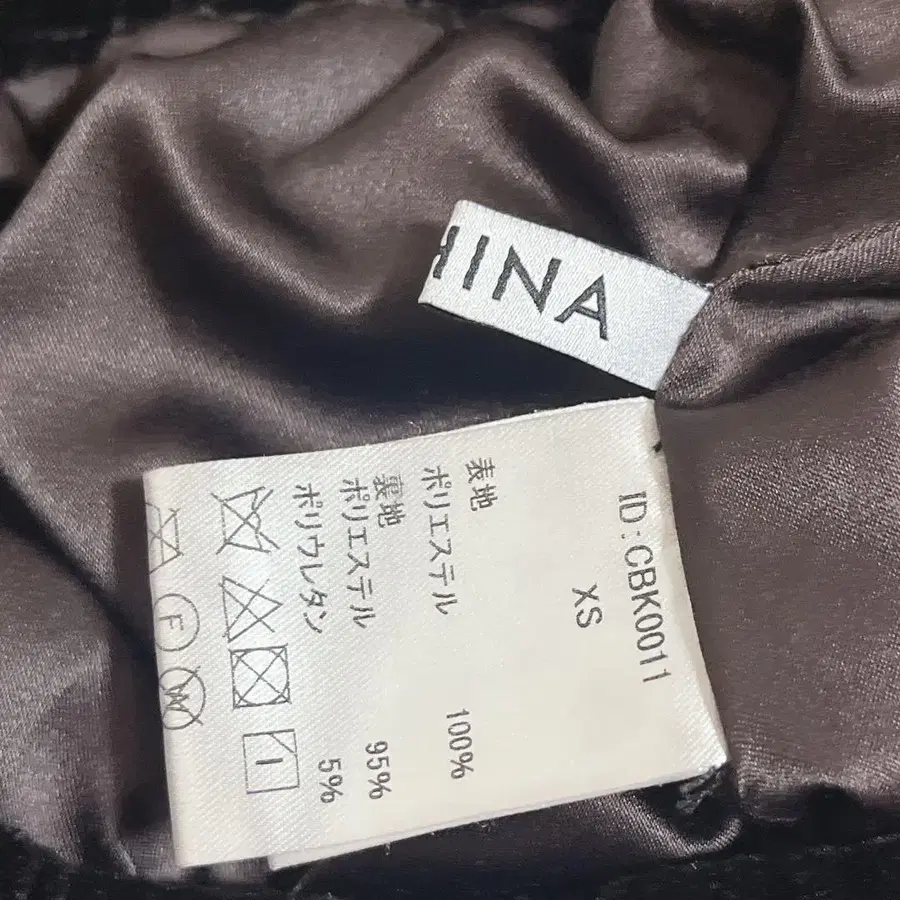 HINA
ID:CBK0011
XS
表地
ポリエステル 100%
裏地
ポリエステル 95%
ポリウレタン 5%
F
W